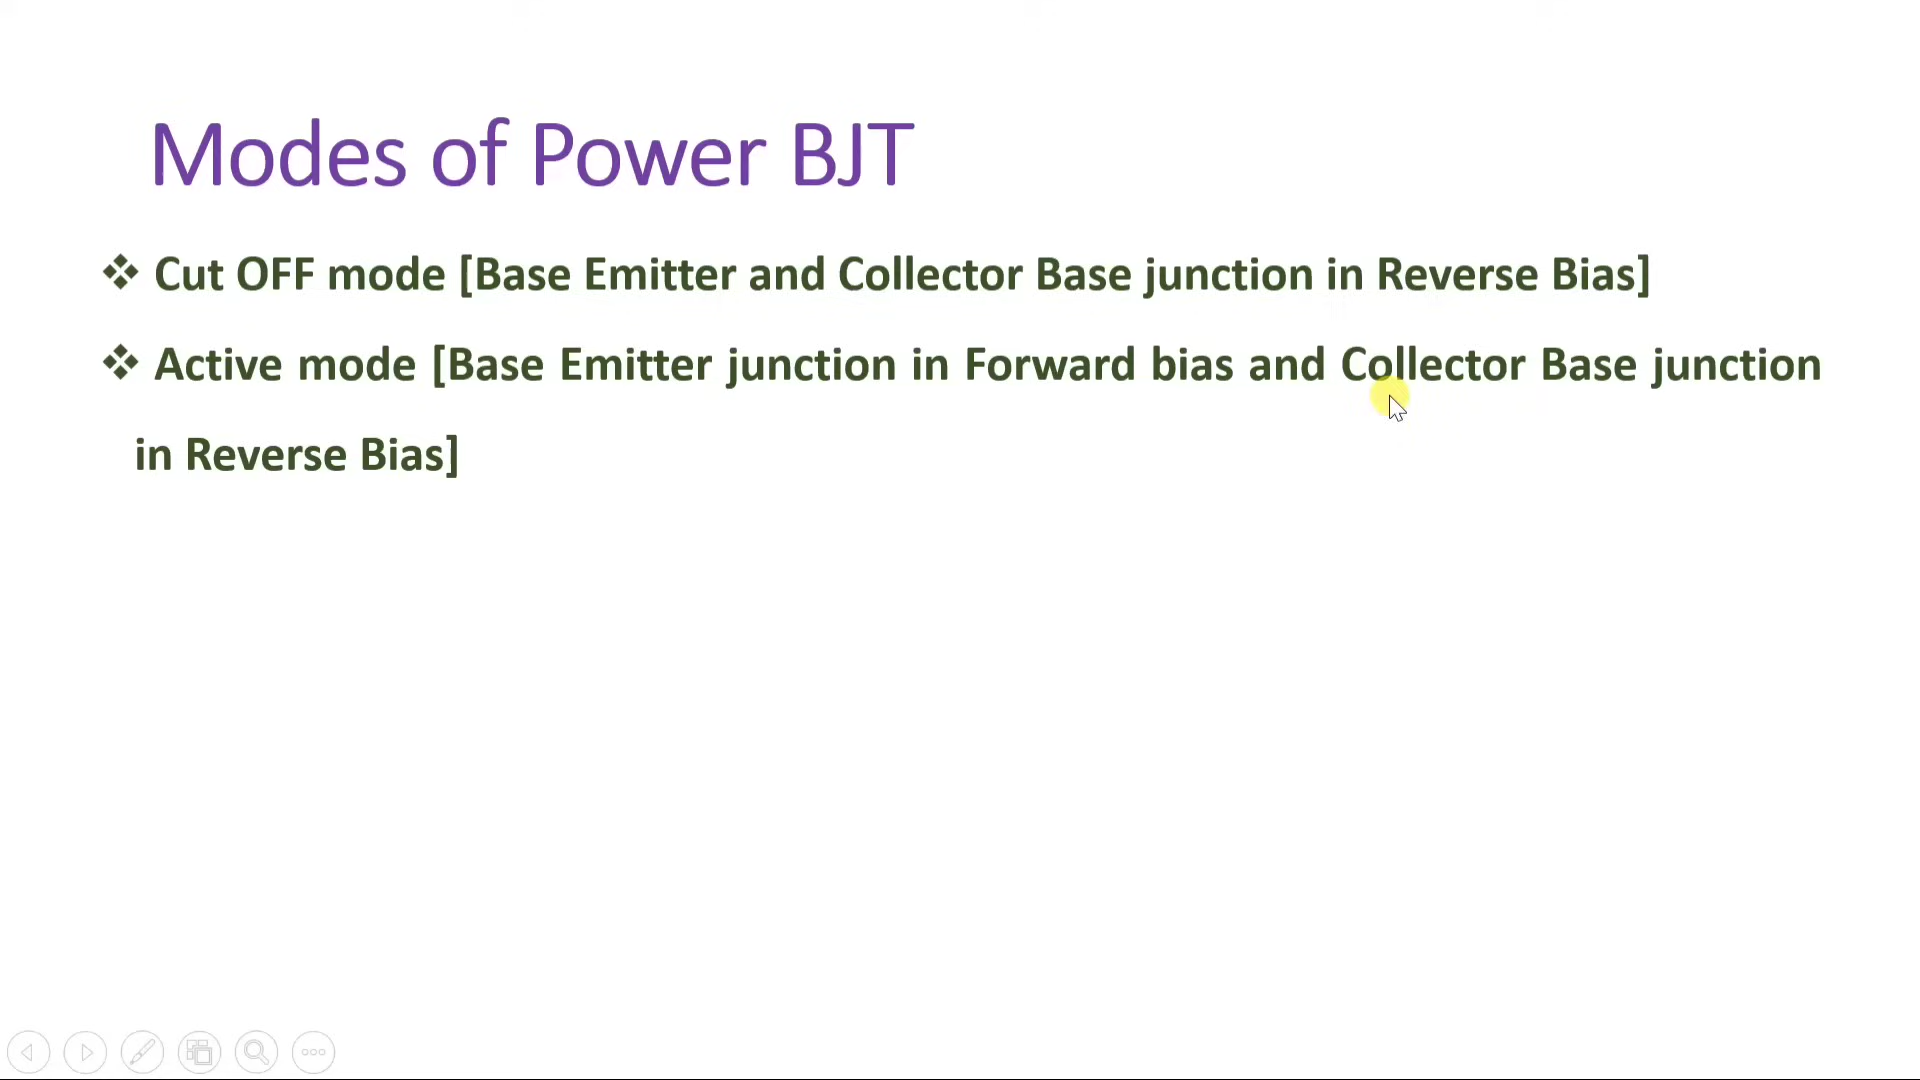 Modes of Power BJT
❖ Cut OFF mode [Base Emitter and Collector Base junction in Reverse Bias]
❖ Active mode [Base Emitter junction in Forward bias and Collector Base junction
in Reverse Bias]